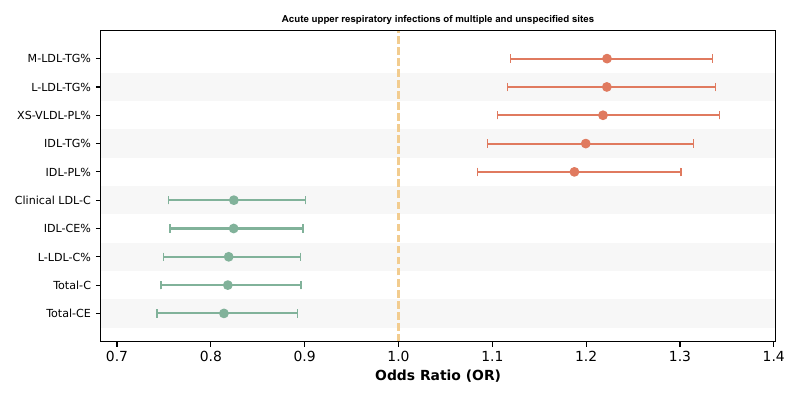 Acute upper respiratory infections of multiple and unspecified sites
M-LDL-TG%
L-LDL-TG%
XS-VLDL-PL%
IDL-TG%
IDL-PL%
Clinical LDL-C
IDL-CE%
L-LDL-C%
Total-C
Total-CE
0.7 0.8 0.9 1.0 1.1 1.2 1.3 1.4
Odds Ratio (OR)